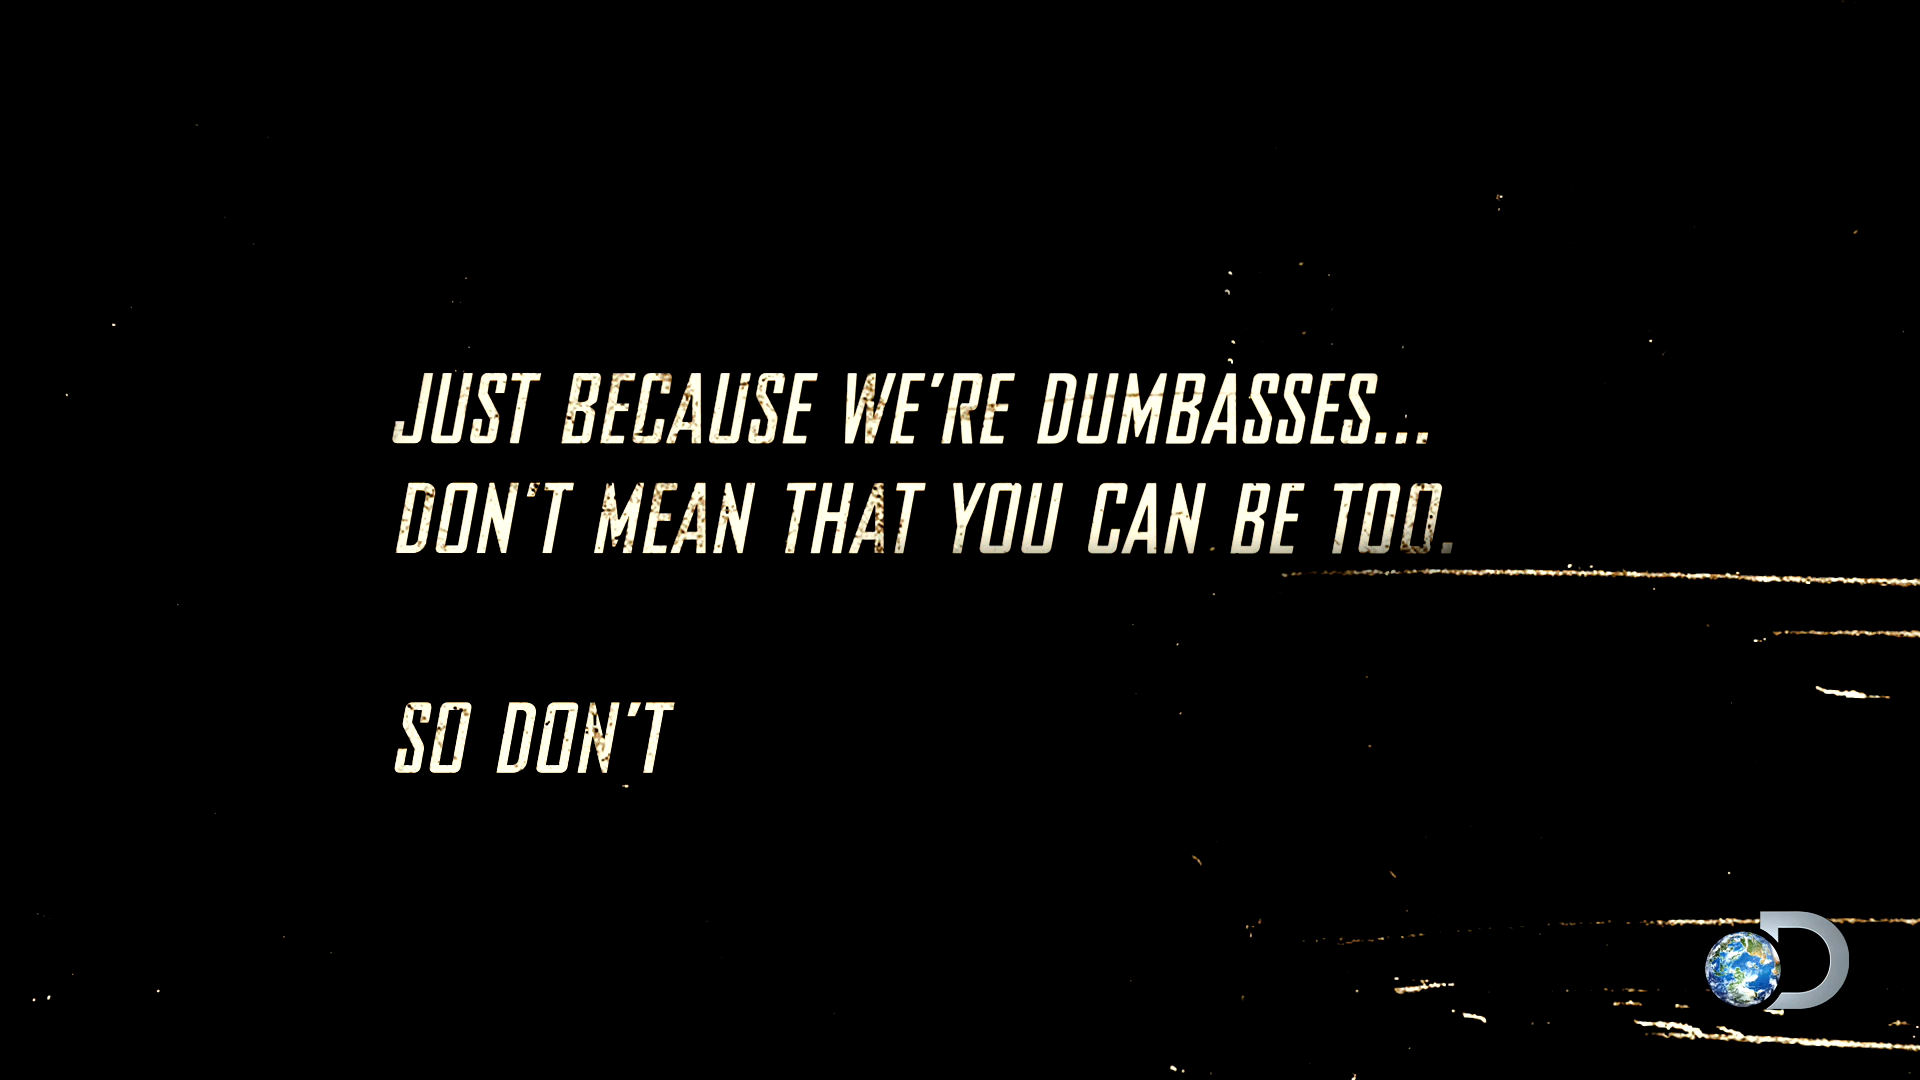 JUST BECAUSE WE'RE DUMBASSES...
DON'T MEAN THAT YOU CAN BE TOO.
SO DON'T
D